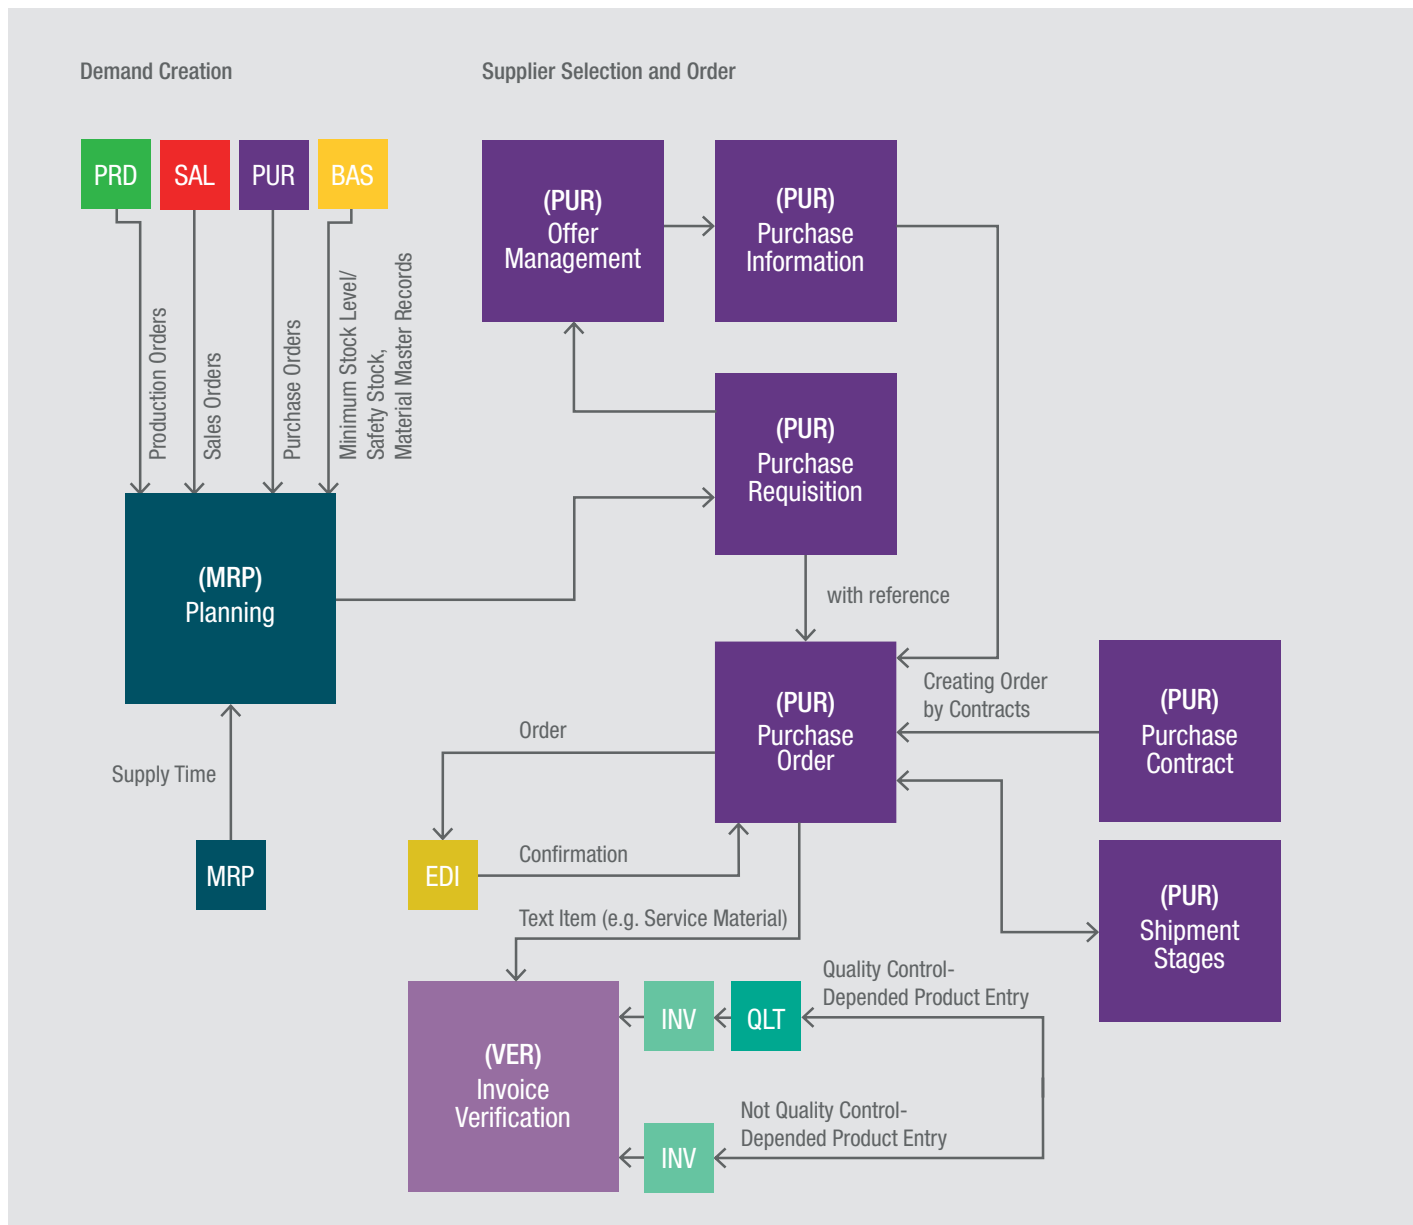 Demand Creation
Supplier Selection and Order
PRD
SAL
PUR
BAS
Production Orders
Sales Orders
Purchase Orders
Minimum Stock Level/
Safety Stock,
Material Master Records
(PUR)
Offer
Management
(PUR)
Purchase
Information
(PUR)
Purchase
Requisition
(MRP)
Planning
with reference
(PUR)
Purchase
Order
Creating Order
by Contracts
(PUR)
Purchase
Contract
Order
Supply Time
MRP
EDI
Confirmation
Text Item (e.g. Service Material)
(PUR)
Shipment
Stages
(VER)
Invoice
Verification
INV
QLT
Quality Control-
Depended Product Entry
Not Quality Control-
Depended Product Entry
INV